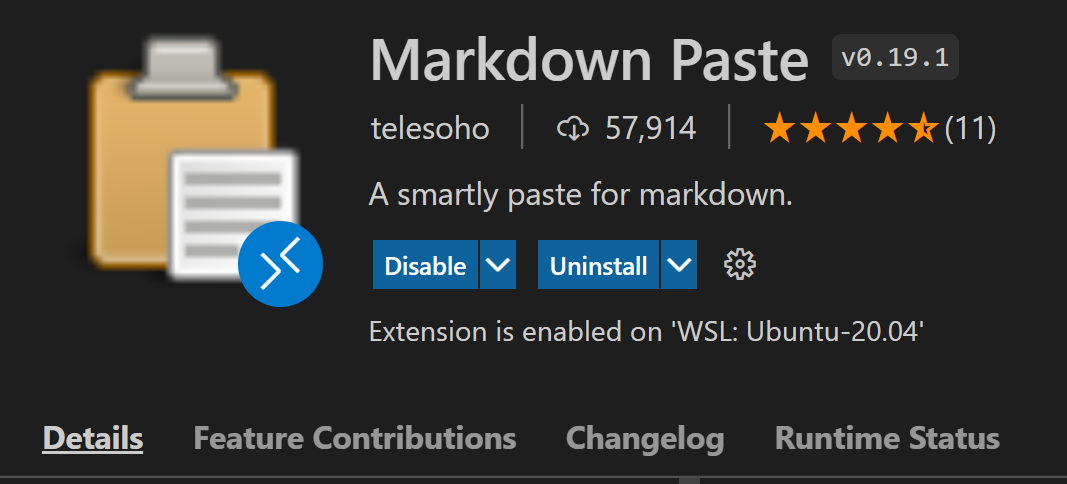 Markdown Paste v0.19.1
telesoho 57,914 (11)
A smartly paste for markdown.
Disable Uninstall
Extension is enabled on 'WSL: Ubuntu-20.04'
Details Feature Contributions Changelog Runtime Status